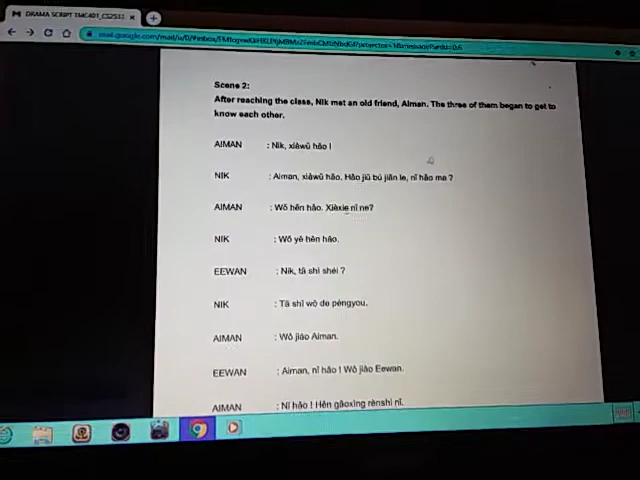 DRAMA SCRIPT TMC401_CS2533
Scene 2:
After reaching the class, Nik met an old friend, Aiman. The three of them began to get to
know each other.
AIMAN : Nik, xiàwǔ hǎo !
NIK : Aiman, xiàwǔ hǎo. Hǎo jiǔ bú jiàn le, nǐ hǎo ma ?
AIMAN : Wǒ hěn hǎo. Xièxie nǐ ne?
NIK : Wǒ yě hěn hǎo.
EEWAN : Nik, tā shì shéi ?
NIK : Tā shì wǒ de péngyou.
AIMAN : Wǒ jiào Aiman.
EEWAN : Aiman, nǐ hǎo ! Wǒ jiào Eewan.
AIMAN : Nǐ hǎo ! Hěn gāoxìng rènshi nǐ.